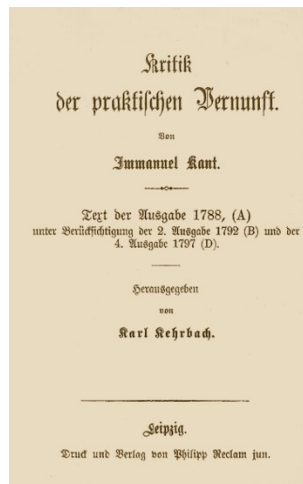 Kritik
der praktischen Vernunft.
Von
Immanuel Kant.
Text der Ausgabe 1788, (A)
unter Berücksichtigung der 2. Ausgabe 1792 (B) und der
4. Ausgabe 1797 (D).
Herausgegeben
von
Karl Kehrbach.
Leipzig.
Druck und Verlag von Philipp Reclam jun.